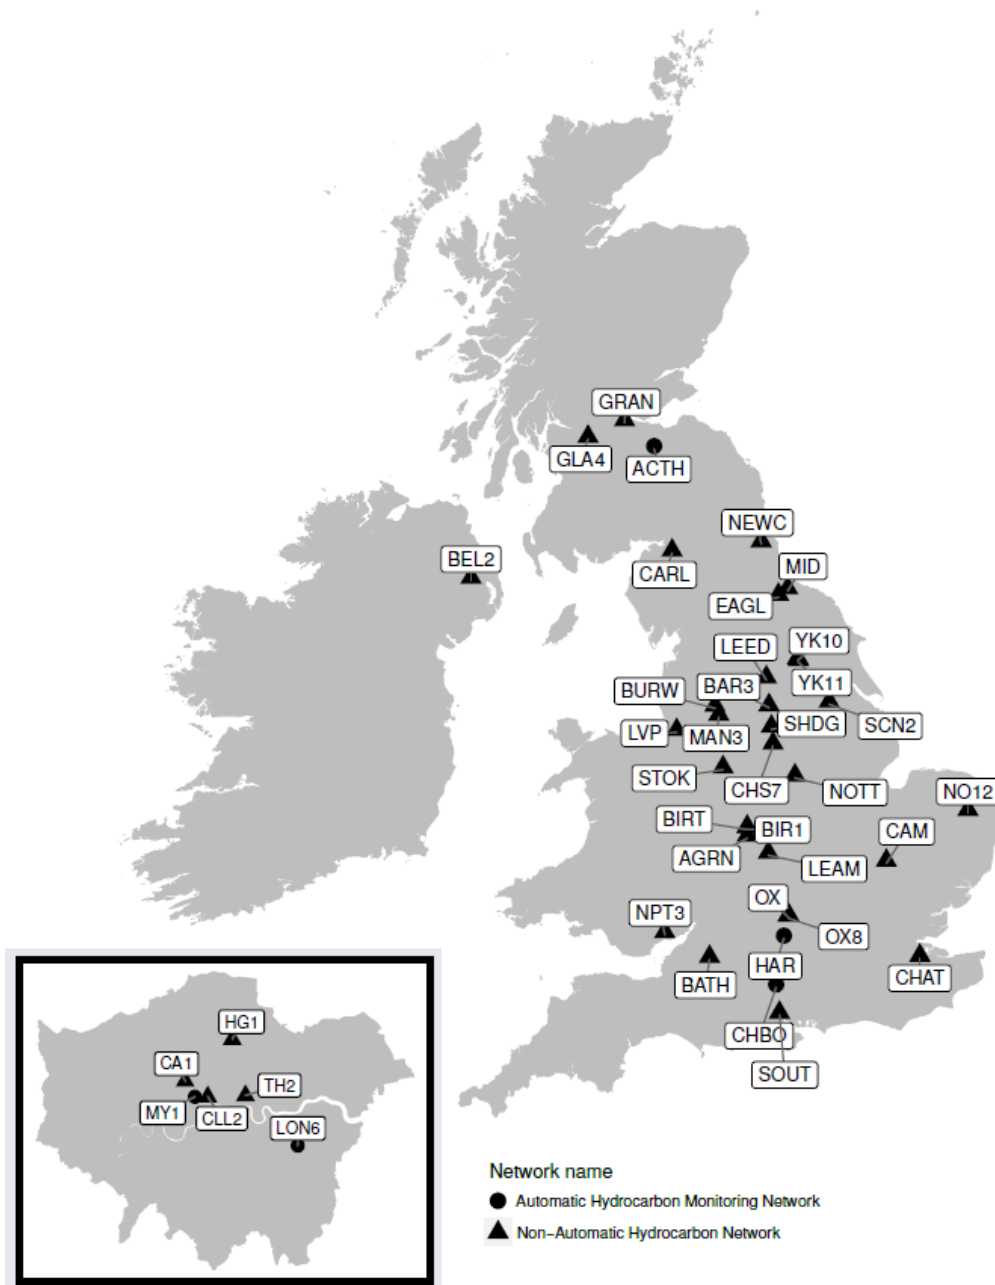 GRAN
GLA4
ACTH
NEWC
BEL2
CARL
MID
EAGL
LEED
YK10
BURW
BAR3
YK11
LVP
MAN3
SHDG
SCN2
STOK
CHS7
NOTT
NO12
BIRT
BIR1
CAM
AGRN
LEAM
OX
NPT3
OX8
HAR
BATH
CHAT
CHBO
SOUT
HG1
CA1
TH2
MY1
CLL2
LON6
Network name
Automatic Hydrocarbon Monitoring Network
Non-Automatic Hydrocarbon Network